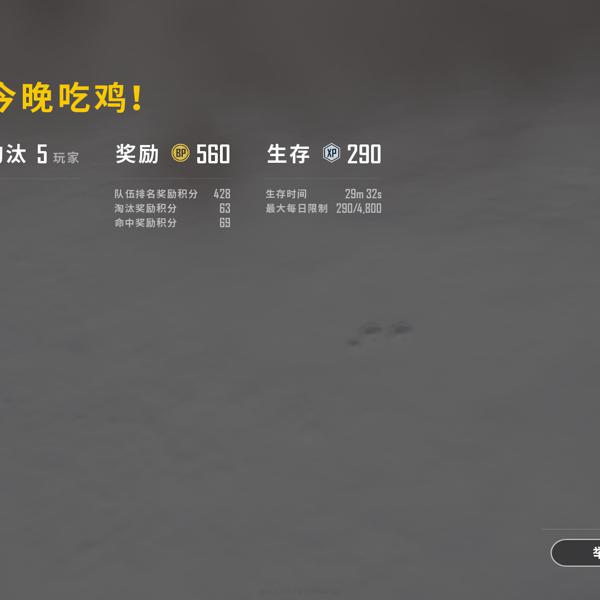 今晚吃鸡!
淘汰 5 玩家
奖励 BP 560
队伍排名奖励积分 428
淘汰奖励积分 63
命中奖励积分 69
生存 XP 290
生存时间 29m 32s
最大每日限制 290/4,800